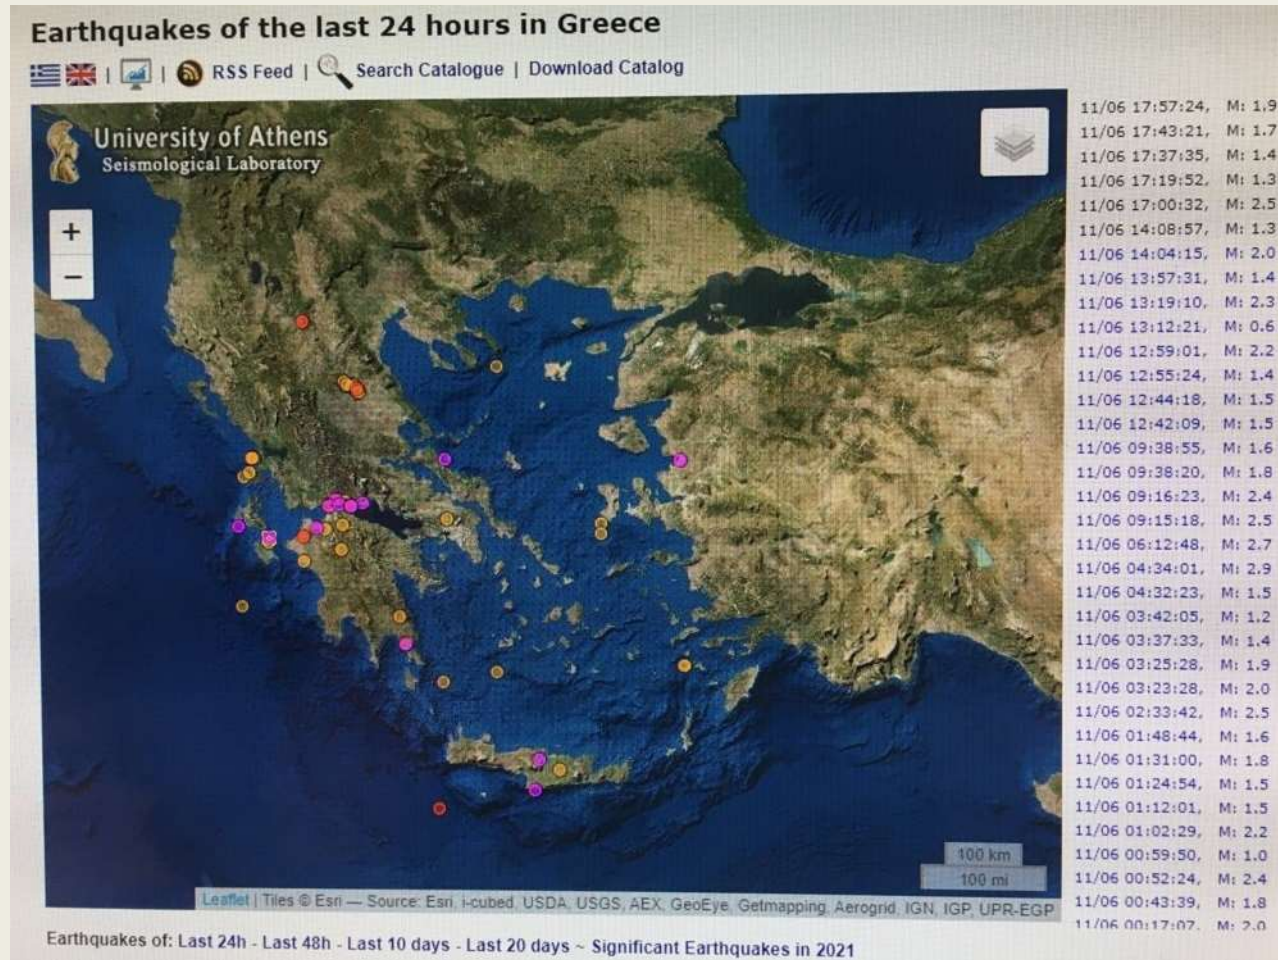 Earthquakes of the last 24 hours in Greece
| | RSS Feed | Search Catalogue | Download Catalog
University of Athens
Seismological Laboratory
+
−
11/06 17:57:24, M: 1.9
11/06 17:43:21, M: 1.7
11/06 17:37:35, M: 1.4
11/06 17:19:52, M: 1.3
11/06 17:00:32, M: 2.5
11/06 14:08:57, M: 1.3
11/06 14:04:15, M: 2.0
11/06 13:57:31, M: 1.4
11/06 13:19:10, M: 2.3
11/06 13:12:21, M: 0.6
11/06 12:59:01, M: 2.2
11/06 12:55:24, M: 1.4
11/06 12:44:18, M: 1.5
11/06 12:42:09, M: 1.5
11/06 09:38:55, M: 1.6
11/06 09:38:20, M: 1.8
11/06 09:16:23, M: 2.4
11/06 09:15:18, M: 2.5
11/06 06:12:48, M: 2.7
11/06 04:34:01, M: 2.9
11/06 04:32:23, M: 1.5
11/06 03:42:05, M: 1.2
11/06 03:37:33, M: 1.4
11/06 03:25:28, M: 1.9
11/06 03:23:28, M: 2.0
11/06 02:33:42, M: 2.5
11/06 01:48:44, M: 1.6
11/06 01:31:00, M: 1.8
11/06 01:24:54, M: 1.5
11/06 01:12:01, M: 1.5
11/06 01:02:29, M: 2.2
11/06 00:59:50, M: 1.0
11/06 00:52:24, M: 2.4
11/06 00:43:39, M: 1.8
11/06 00:17:07, M: 2.0
100 km
100 mi
Leaflet | Tiles © Esri — Source: Esri, i-cubed, USDA, USGS, AEX, GeoEye, Getmapping, Aerogrid, IGN, IGP, UPR-EGP
Earthquakes of: Last 24h - Last 48h - Last 10 days - Last 20 days ~ Significant Earthquakes in 2021